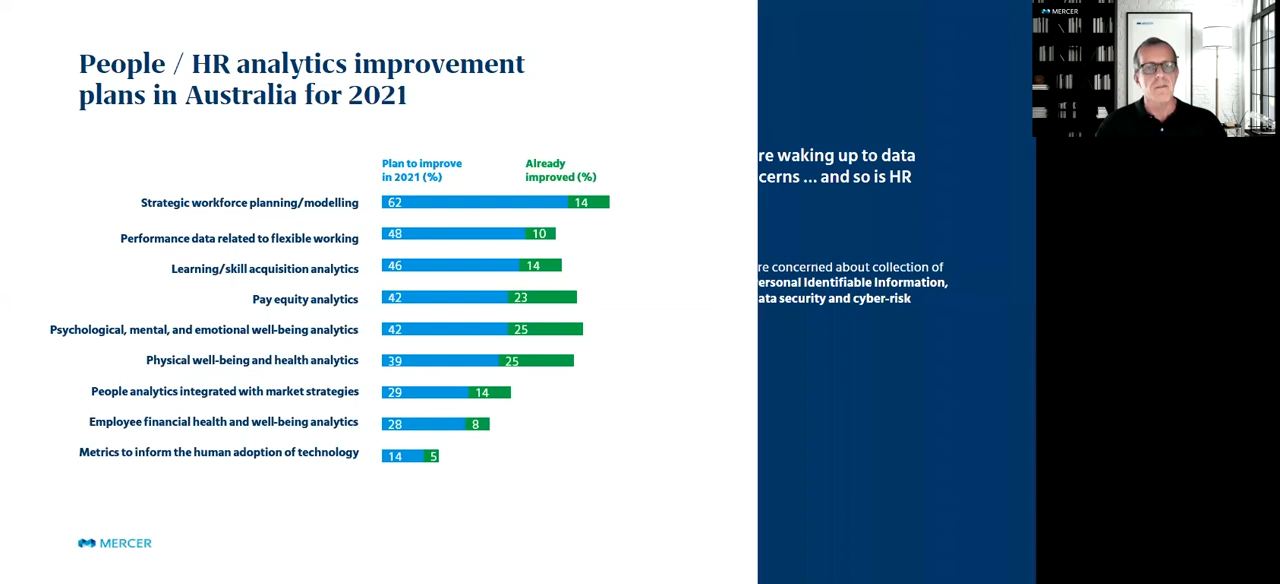 People / HR analytics improvement
plans in Australia for 2021
Plan to improve
in 2021 (%)
Already
improved (%)
Strategic workforce planning/modelling 62 14
Performance data related to flexible working 48 10
Learning/skill acquisition analytics 46 14
Pay equity analytics 42 23
Psychological, mental, and emotional well-being analytics 42 25
Physical well-being and health analytics 39 25
People analytics integrated with market strategies 29 14
Employee financial health and well-being analytics 28 8
Metrics to inform the human adoption of technology 14 5
MERCER
re waking up to data
cerns ... and so is HR
re concerned about collection of
ersonal Identifiable Information,
ata security and cyber-risk
MERCER